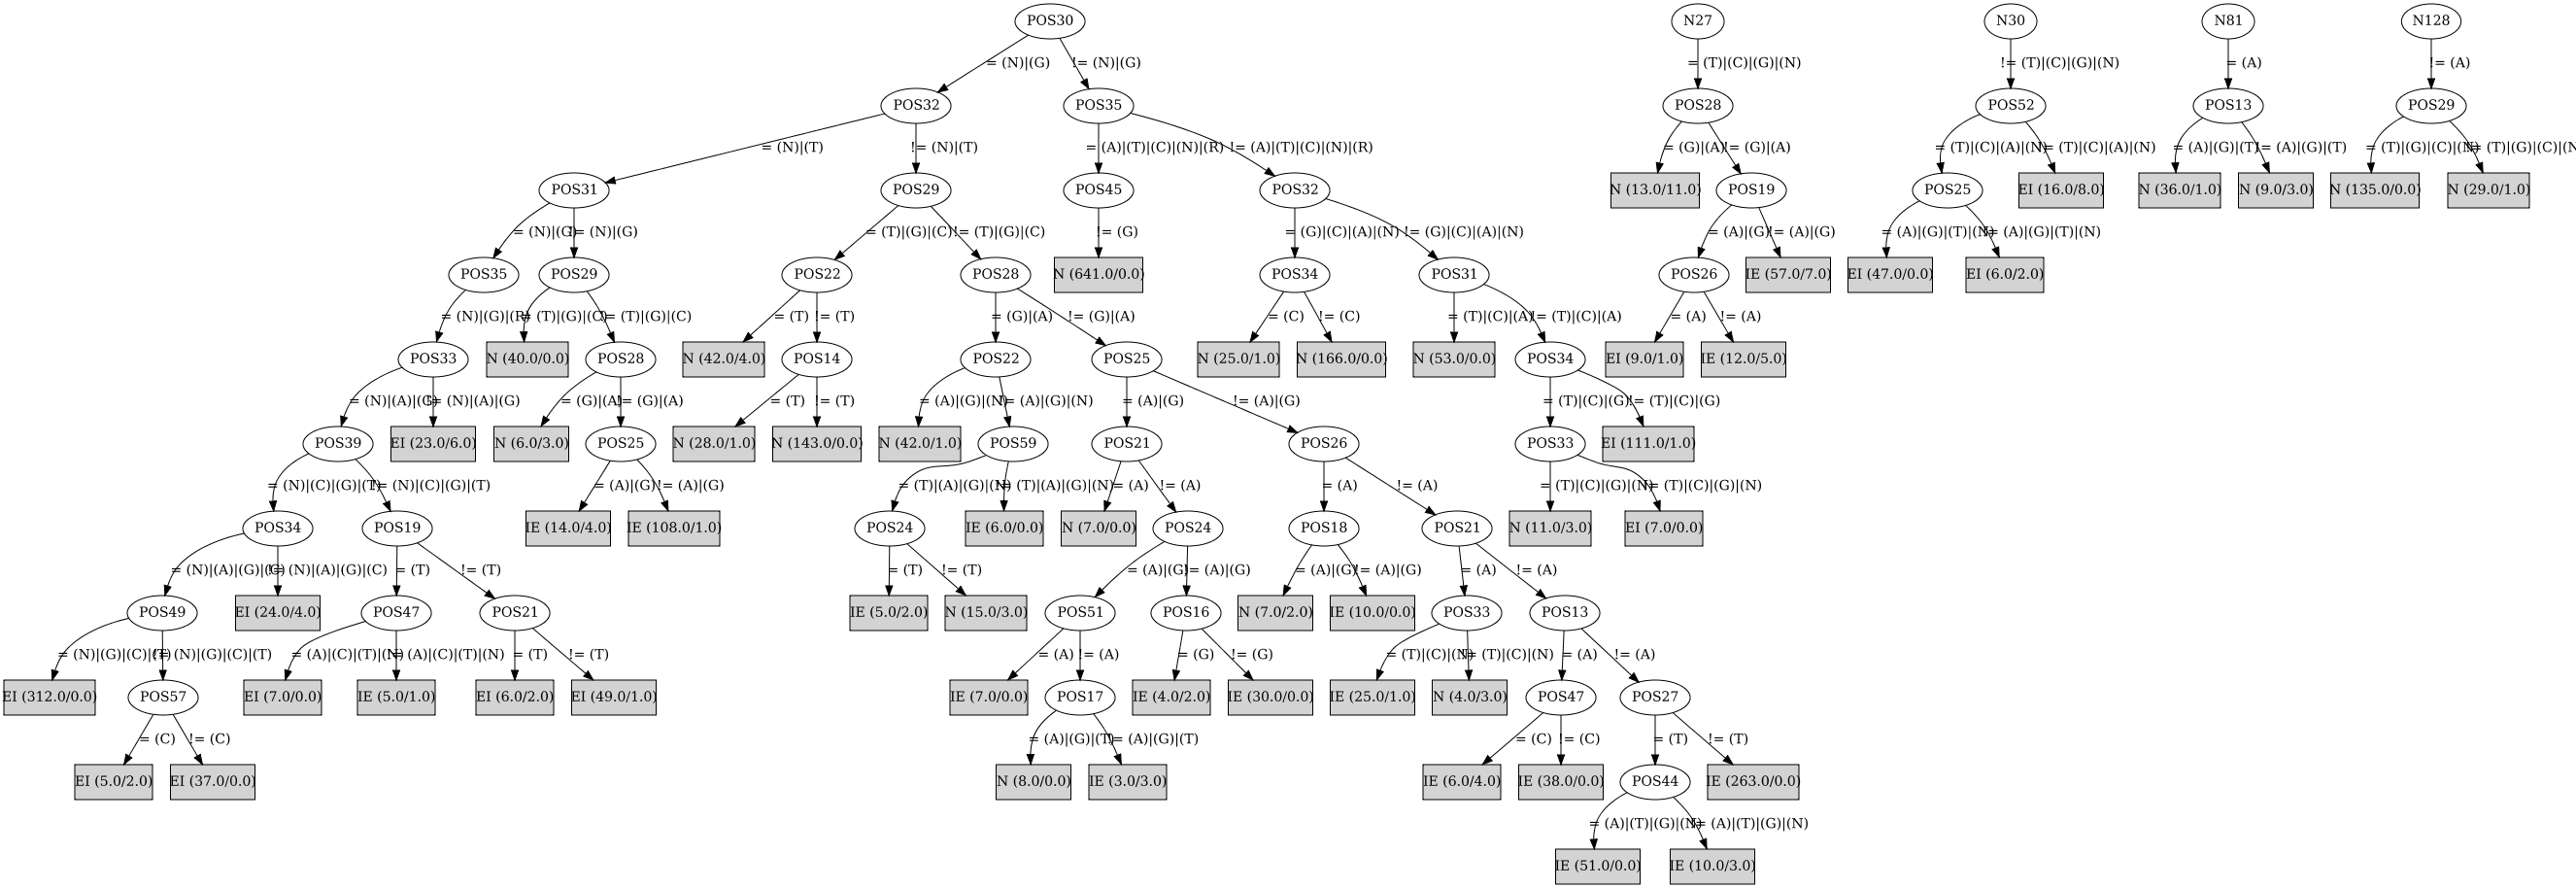 POS30 N27 N30 N81 N128
= (N)|(G) != (N)|(G) = (T)|(C)|(G)|(N) != (T)|(C)|(G)|(N) = (A) != (A)
POS32 POS35 POS28 POS52 POS13 POS29
= (N)|(T) != (N)|(T) = (A)|(T)|(C)|(N)|(R) != (A)|(T)|(C)|(N)|(R) = (G)|(A) != (G)|(A) = (T)|(C)|(A)|(N) != (T)|(C)|(A)|(N) = (A)|(G)|(T) != (A)|(G)|(T) = (T)|(G)|(C)|(N) != (T)|(G)|(C)|(N)
POS31 POS29 POS45 POS32 N (13.0/11.0) POS19 POS25 EI (16.0/8.0) N (36.0/1.0) N (9.0/3.0) N (135.0/0.0) N (29.0/1.0)
= (N)|(G) != (N)|(G) = (T)|(G)|(C) != (T)|(G)|(C) != (G) = (G)|(C)|(A)|(N) != (G)|(C)|(A)|(N) = (A)|(G) != (A)|(G) = (A)|(G)|(T)|(N) != (A)|(G)|(T)|(N)
POS35 POS29 POS22 POS28 N (641.0/0.0) POS34 POS31 POS26 IE (57.0/7.0) EI (47.0/0.0) EI (6.0/2.0)
= (N)|(G)|(R) = (T)|(G)|(C) != (T)|(G)|(C) = (T) != (T) = (G)|(A) != (G)|(A) = (C) != (C) = (T)|(C)|(A) != (T)|(C)|(A) = (A) != (A)
POS33 N (40.0/0.0) POS28 N (42.0/4.0) POS14 POS22 POS25 N (25.0/1.0) N (166.0/0.0) N (53.0/0.0) POS34 EI (9.0/1.0) IE (12.0/5.0)
= (N)|(A)|(G) != (N)|(A)|(G) = (G)|(A) != (G)|(A) = (T) != (T) = (A)|(G)|(N) != (A)|(G)|(N) = (A)|(G) != (A)|(G) = (T)|(C)|(G) != (T)|(C)|(G)
POS39 EI (23.0/6.0) N (6.0/3.0) POS25 N (28.0/1.0) N (143.0/0.0) N (42.0/1.0) POS59 POS21 POS26 POS33 EI (111.0/1.0)
= (N)|(C)|(G)|(T) != (N)|(C)|(G)|(T) = (A)|(G) != (A)|(G) = (T)|(A)|(G)|(N) != (T)|(A)|(G)|(N) = (A) != (A) = (A) != (A) = (T)|(C)|(G)|(N) != (T)|(C)|(G)|(N)
POS34 POS19 IE (14.0/4.0) IE (108.0/1.0) POS24 IE (6.0/0.0) N (7.0/0.0) POS24 POS18 POS21 N (11.0/3.0) EI (7.0/0.0)
= (N)|(A)|(G)|(C) != (N)|(A)|(G)|(C) = (T) != (T) = (T) != (T) = (A)|(G) != (A)|(G) = (A)|(G) != (A)|(G) = (A) != (A)
POS49 EI (24.0/4.0) POS47 POS21 IE (5.0/2.0) N (15.0/3.0) POS51 POS16 N (7.0/2.0) IE (10.0/0.0) POS33 POS13
= (N)|(G)|(C)|(T) != (N)|(G)|(C)|(T) = (A)|(C)|(T)|(N) != (A)|(C)|(T)|(N) = (T) != (T) = (A) != (A) = (G) != (G) = (T)|(C)|(N) != (T)|(C)|(N) = (A) != (A)
EI (312.0/0.0) POS57 EI (7.0/0.0) IE (5.0/1.0) EI (6.0/2.0) EI (49.0/1.0) IE (7.0/0.0) POS17 IE (4.0/2.0) IE (30.0/0.0) IE (25.0/1.0) N (4.0/3.0) POS47 POS27
= (C) != (C) = (A)|(G)|(T) != (A)|(G)|(T) = (C) != (C) = (T) != (T)
EI (5.0/2.0) EI (37.0/0.0) N (8.0/0.0) IE (3.0/3.0) IE (6.0/4.0) IE (38.0/0.0) POS44 IE (263.0/0.0)
= (A)|(T)|(G)|(N) != (A)|(T)|(G)|(N)
IE (51.0/0.0) IE (10.0/3.0)